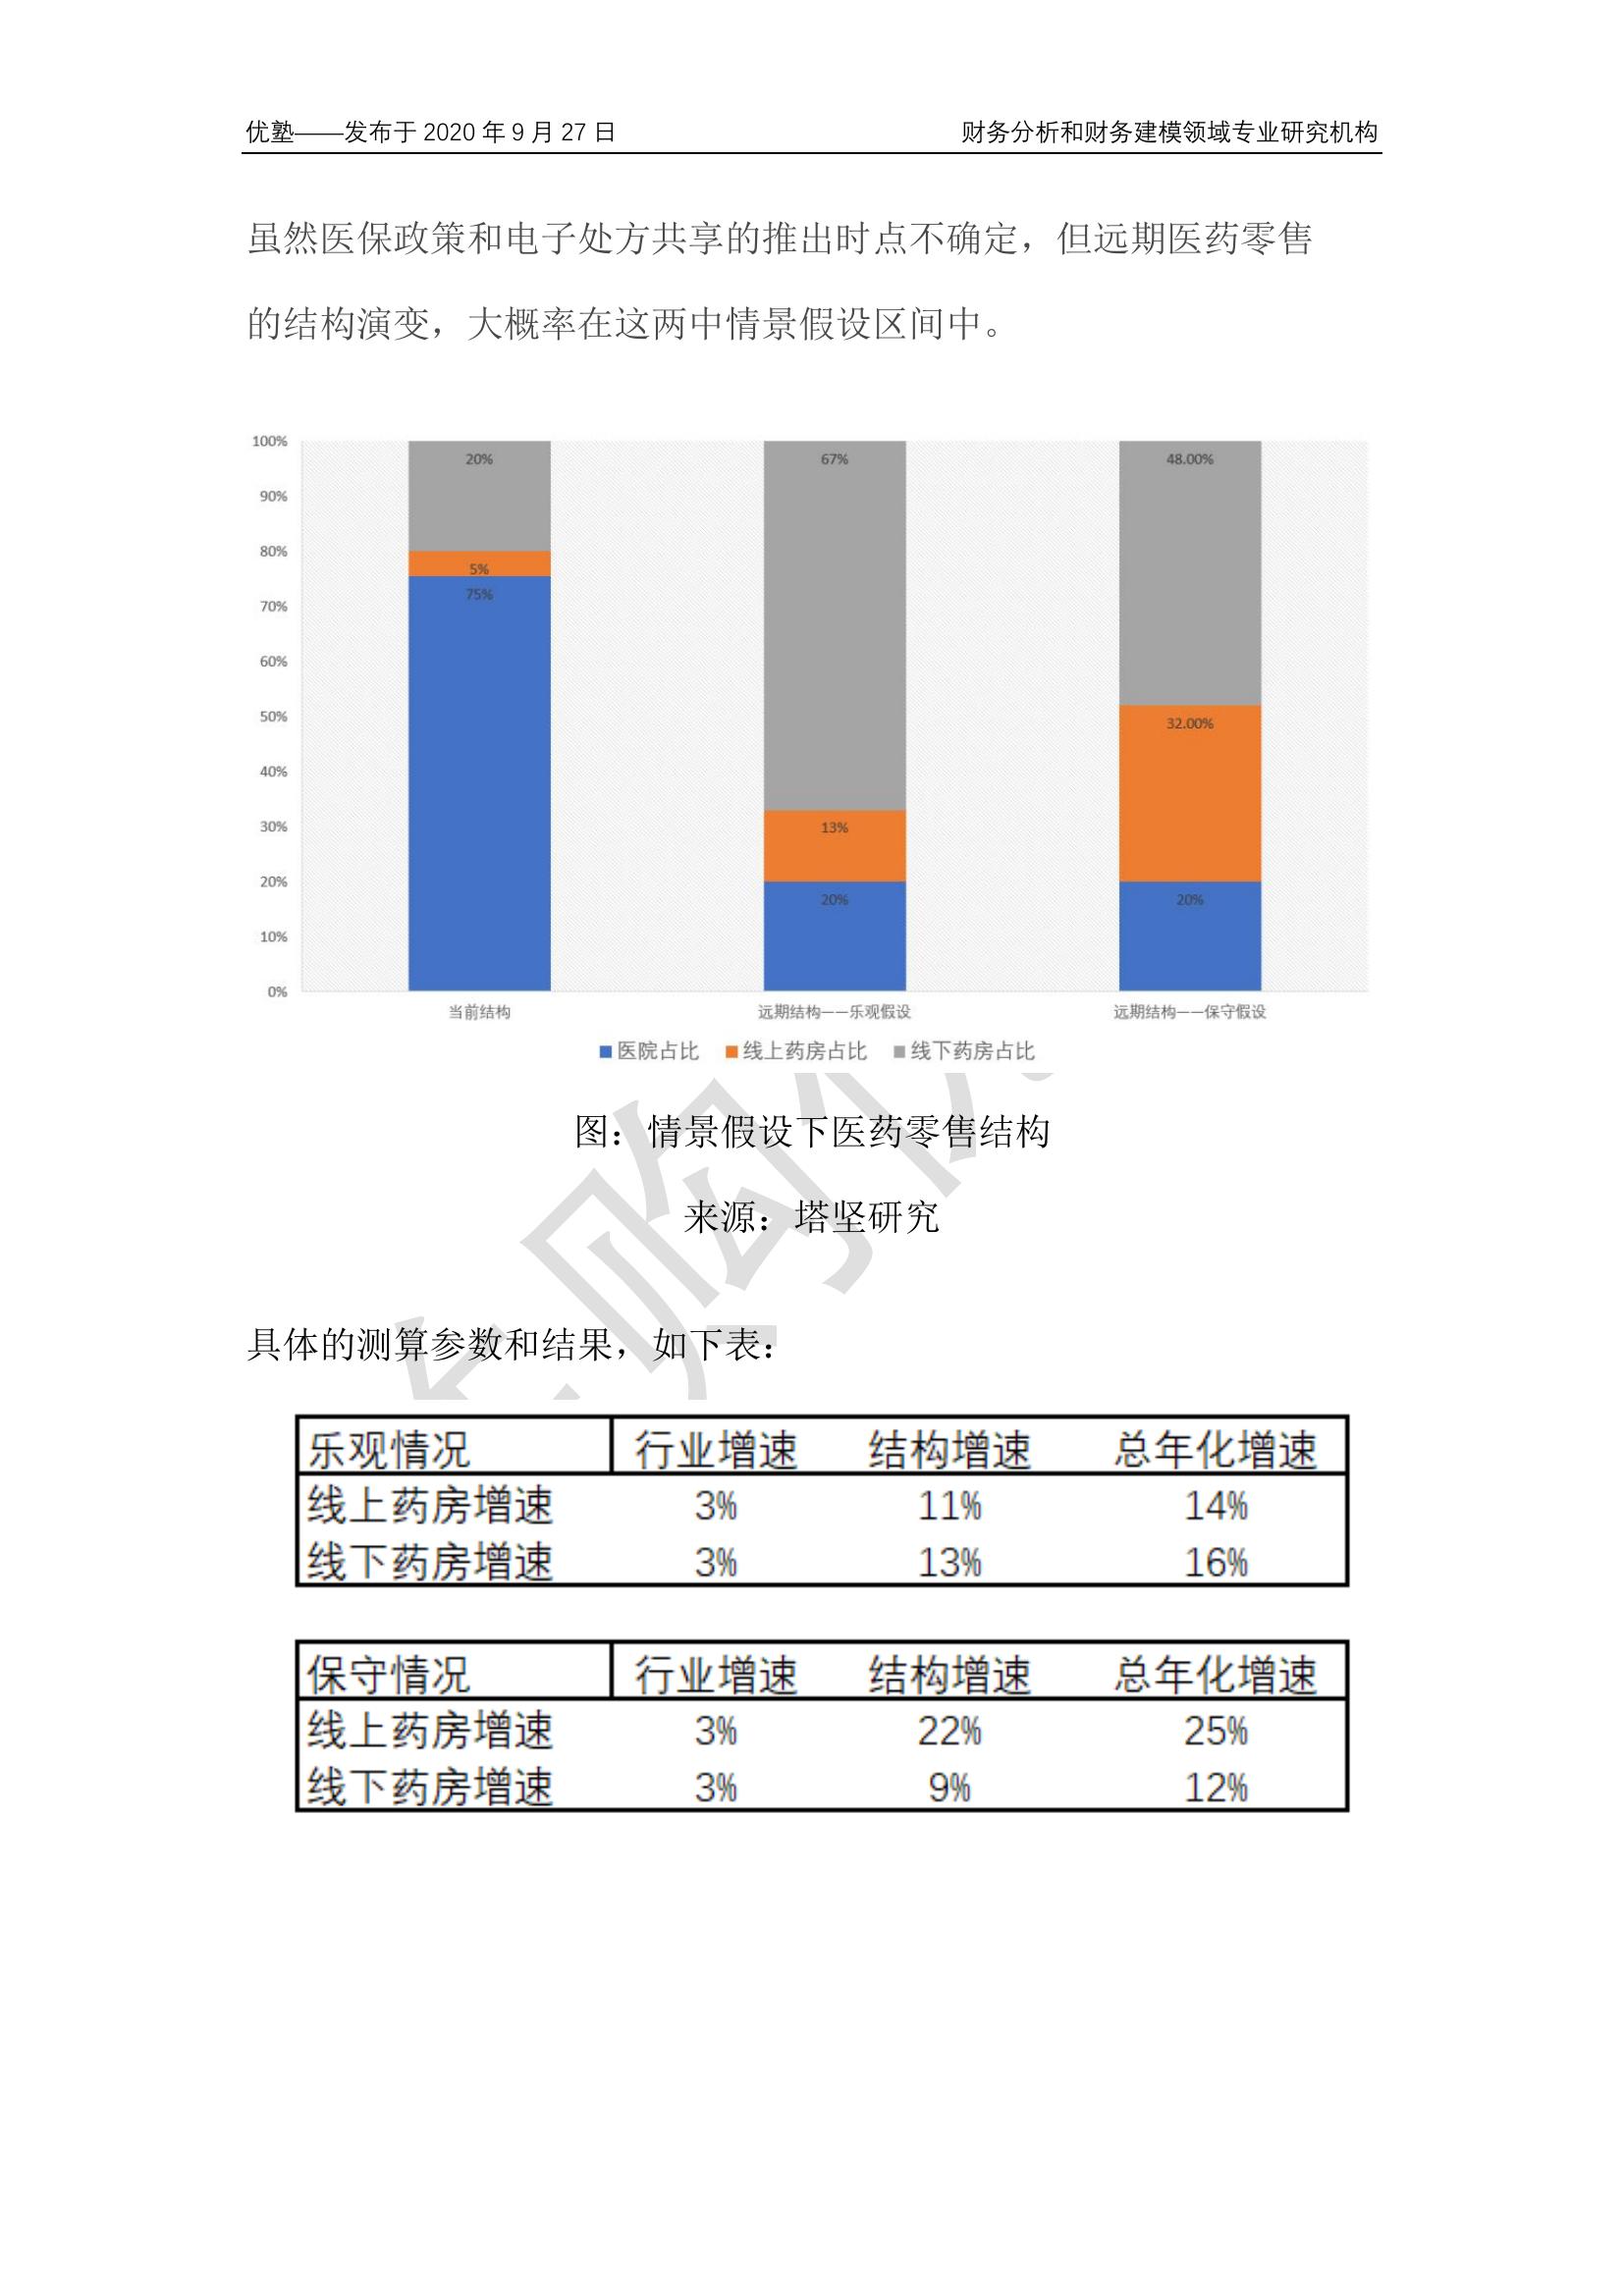 优塾——发布于 2020 年 9 月 27 日 财务分析和财务建模领域专业研究机构
虽然医保政策和电子处方共享的推出时点不确定，但远期医药零售
的结构演变，大概率在这两中情景假设区间中。
100%
90%
80%
70%
60%
50%
40%
30%
20%
10%
0%
20%
5%
75%
67%
13%
20%
48.00%
32.00%
20%
当前结构 远期结构——乐观假设 远期结构——保守假设
医院占比 线上药房占比 线下药房占比
图：情景假设下医药零售结构
来源：塔坚研究
具体的测算参数和结果，如下表：
乐观情况 行业增速 结构增速 总年化增速
线上药房增速 3% 11% 14%
线下药房增速 3% 13% 16%
保守情况 行业增速 结构增速 总年化增速
线上药房增速 3% 22% 25%
线下药房增速 3% 9% 12%